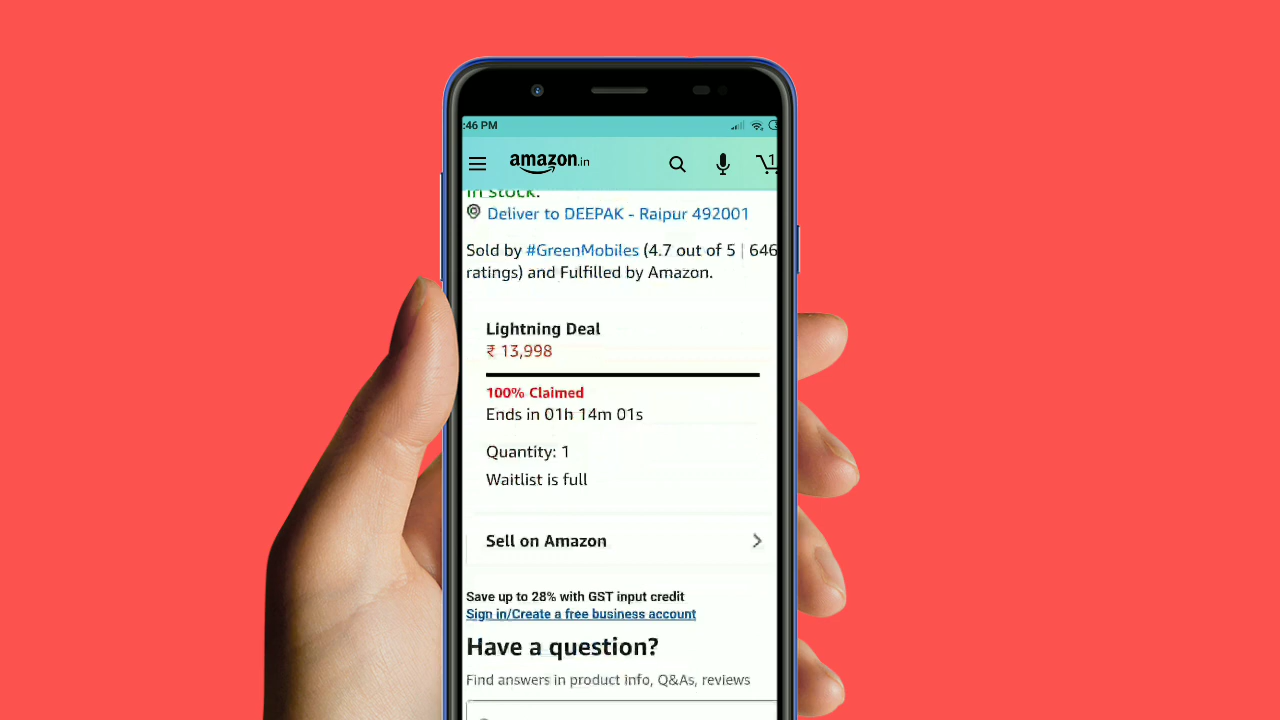 :46 PM
amazon.in
1
In stock.
Deliver to DEEPAK - Raipur 492001
Sold by #GreenMobiles (4.7 out of 5 | 646
ratings) and Fulfilled by Amazon.
Lightning Deal
₹ 13,998
100% Claimed
Ends in 01h 14m 01s
Quantity: 1
Waitlist is full
Sell on Amazon
Save up to 28% with GST input credit
Sign in/Create a free business account
Have a question?
Find answers in product info, Q&As, reviews